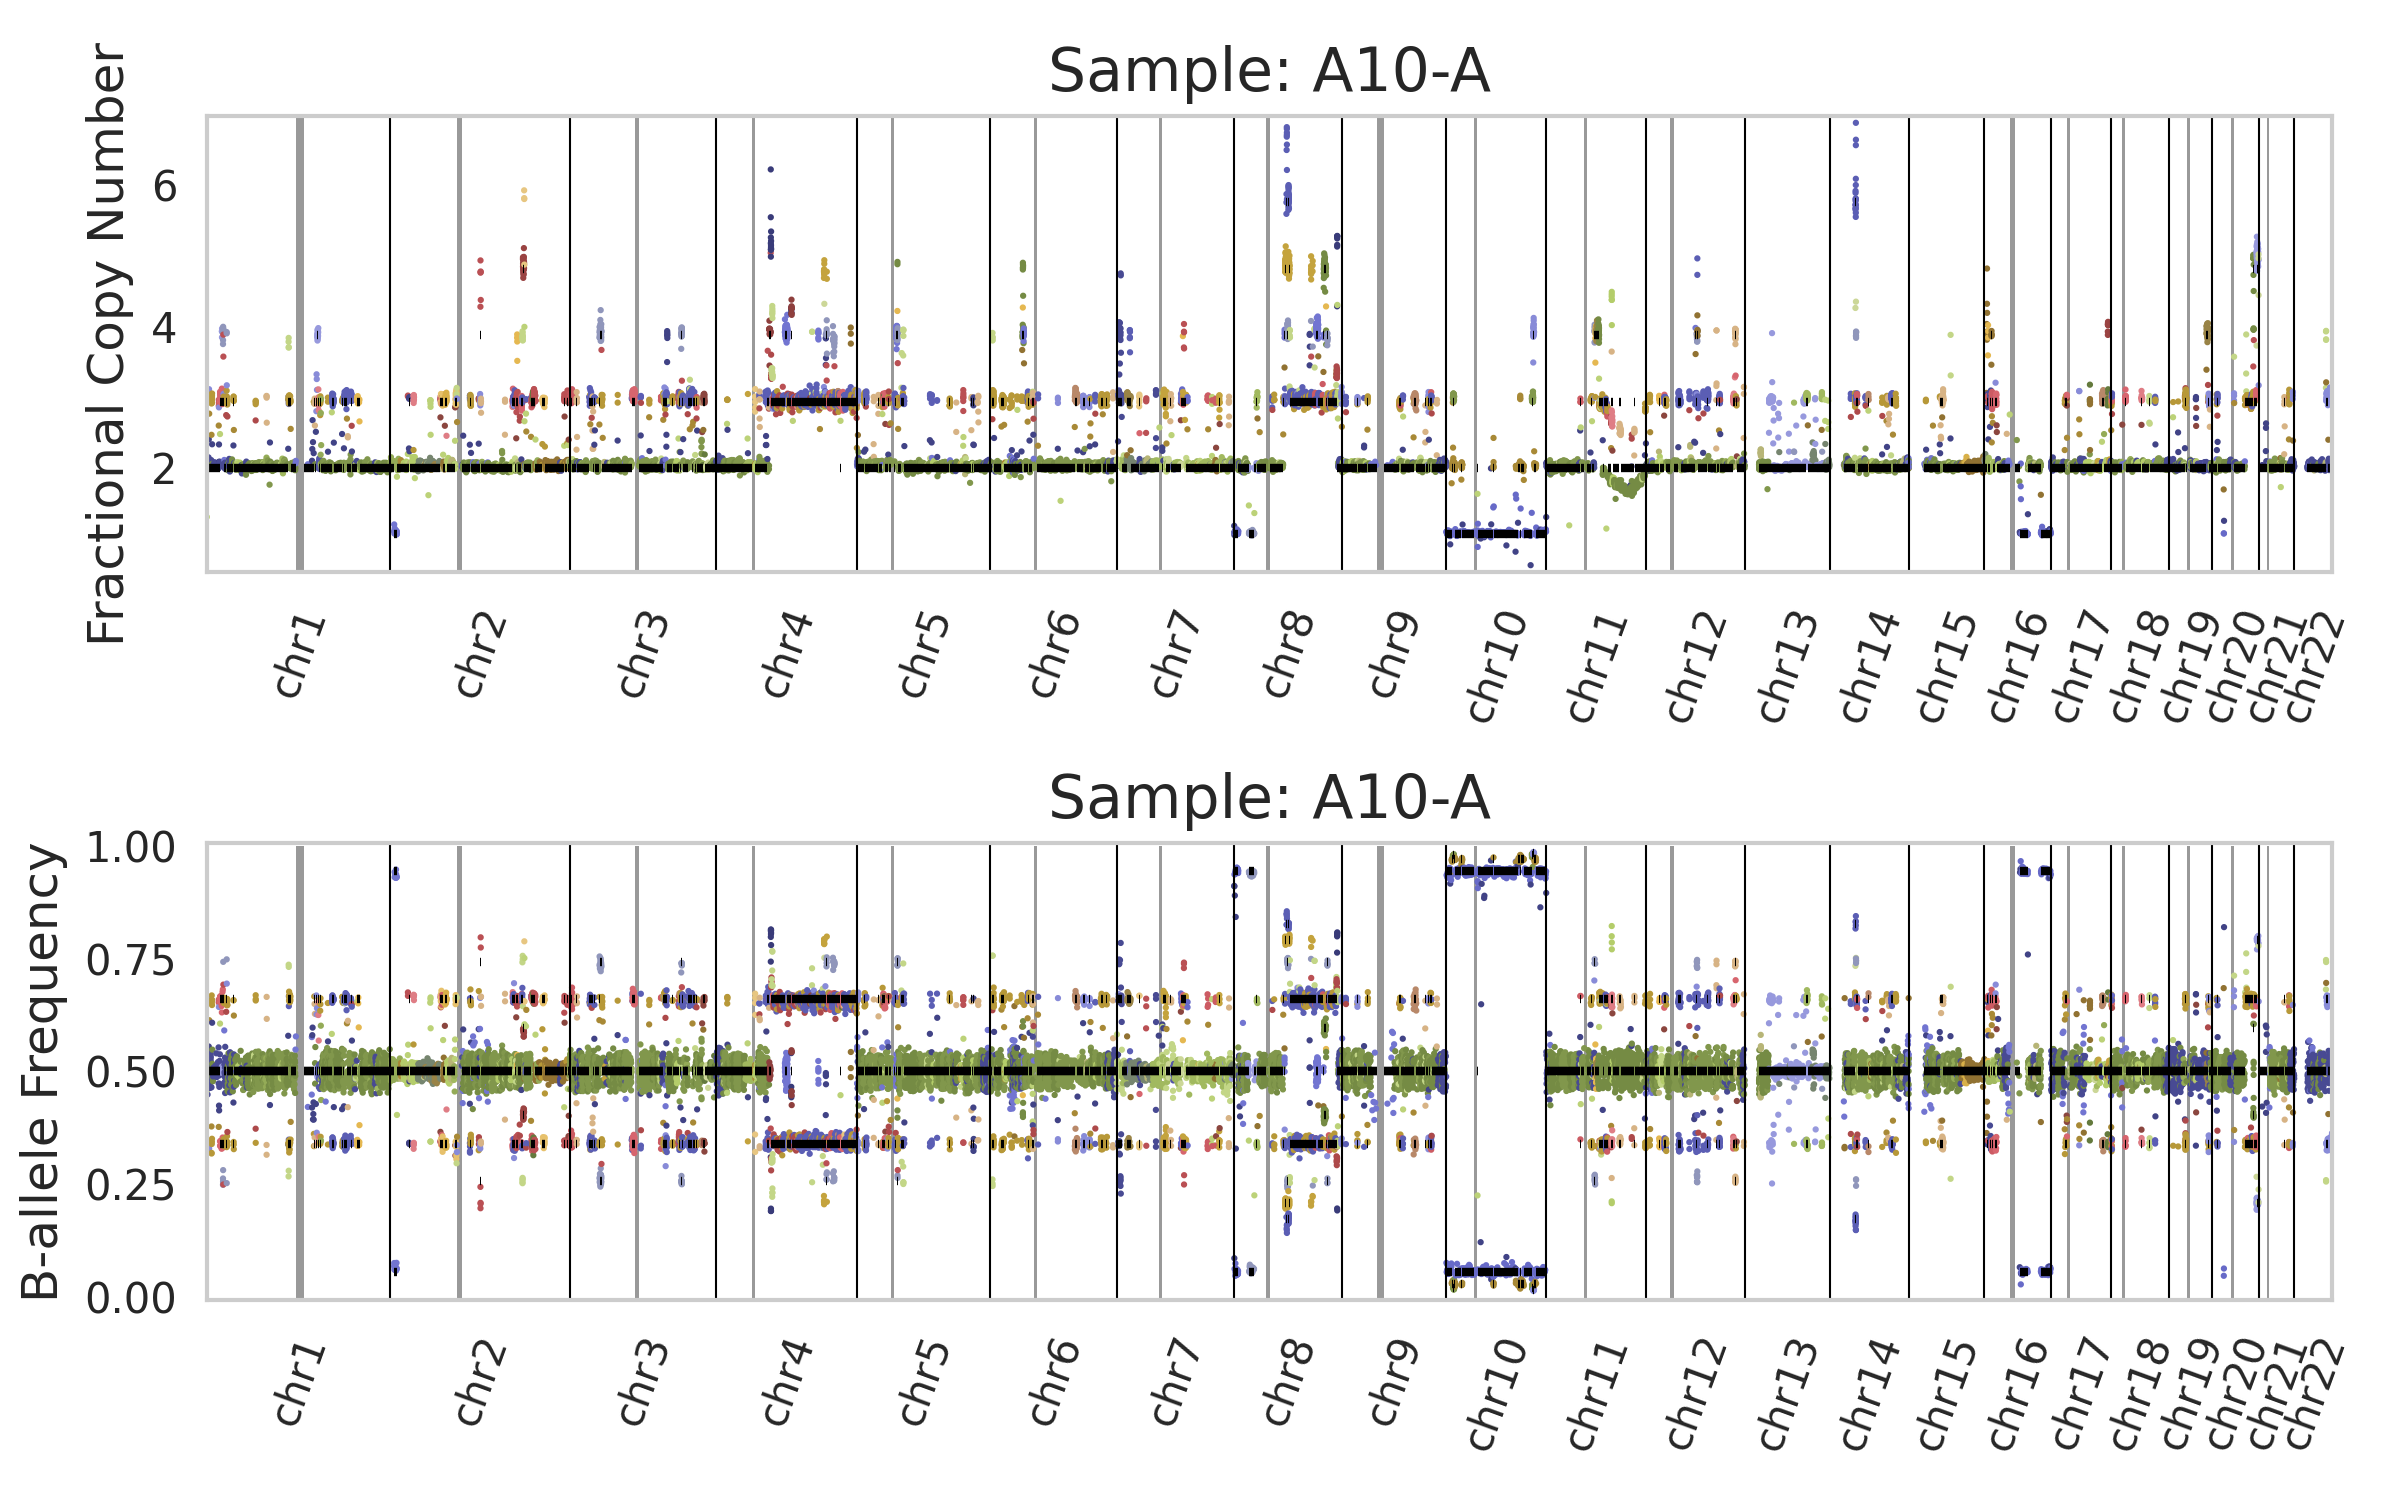 Sample: A10-A
Fractional Copy Number
6
4
2
chr1 chr2 chr3 chr4 chr5 chr6 chr7 chr8 chr9 chr10 chr11 chr12 chr13 chr14 chr15 chr16 chr17 chr18 chr19 chr20 chr21 chr22
Sample: A10-A
B-allele Frequency
1.00
0.75
0.50
0.25
0.00
chr1 chr2 chr3 chr4 chr5 chr6 chr7 chr8 chr9 chr10 chr11 chr12 chr13 chr14 chr15 chr16 chr17 chr18 chr19 chr20 chr21 chr22